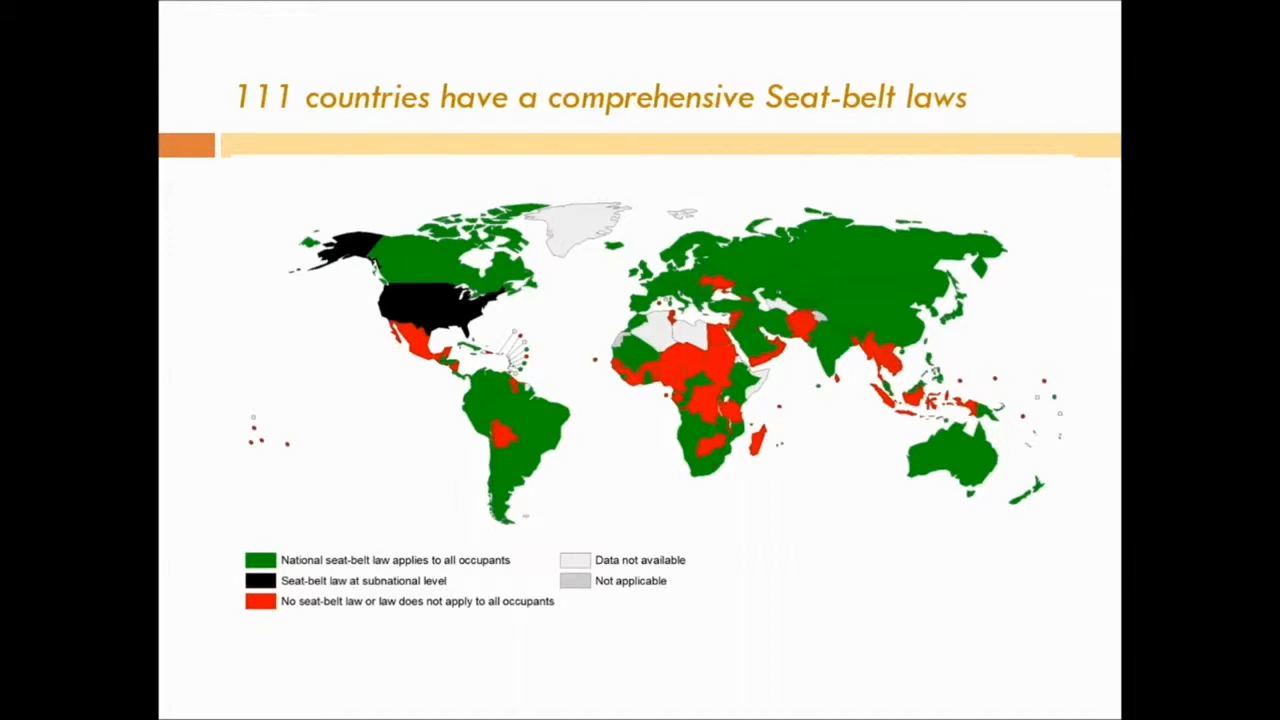 111 countries have a comprehensive Seat-belt laws
National seat-belt law applies to all occupants
Seat-belt law at subnational level
No seat-belt law or law does not apply to all occupants
Data not available
Not applicable